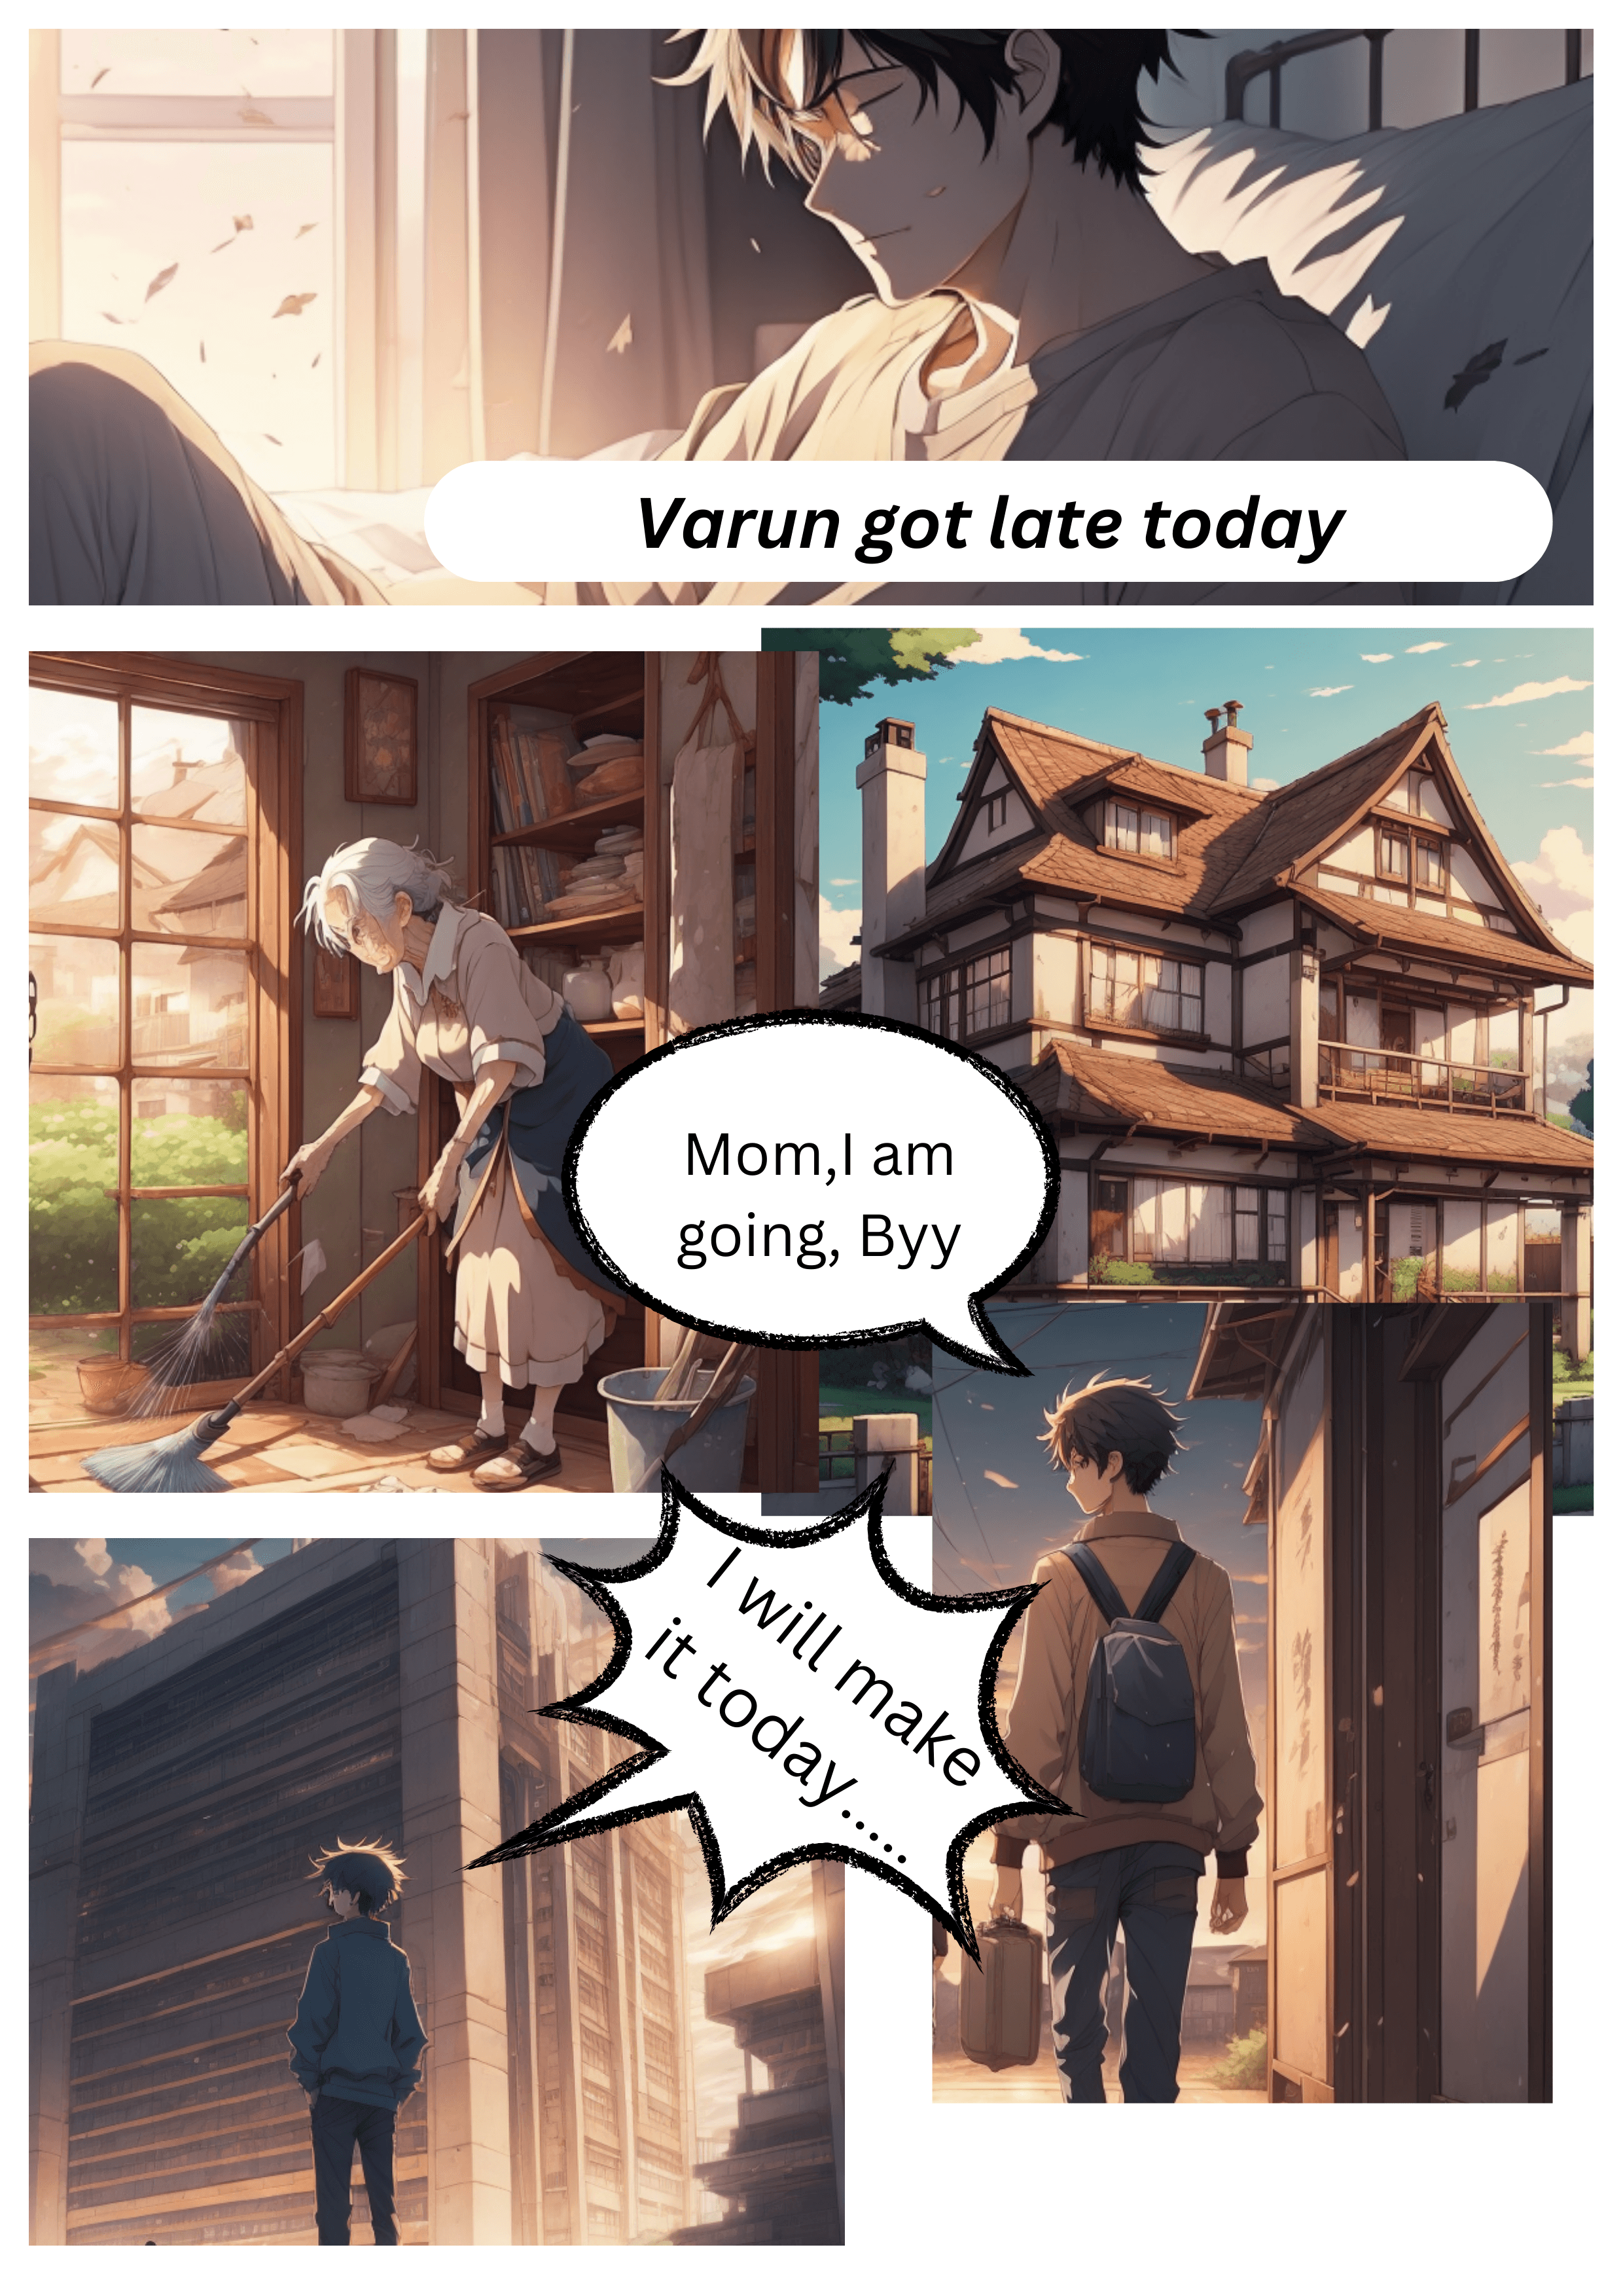 Varun got late today
Mom,I am
going, Byy
I will make
it today.....